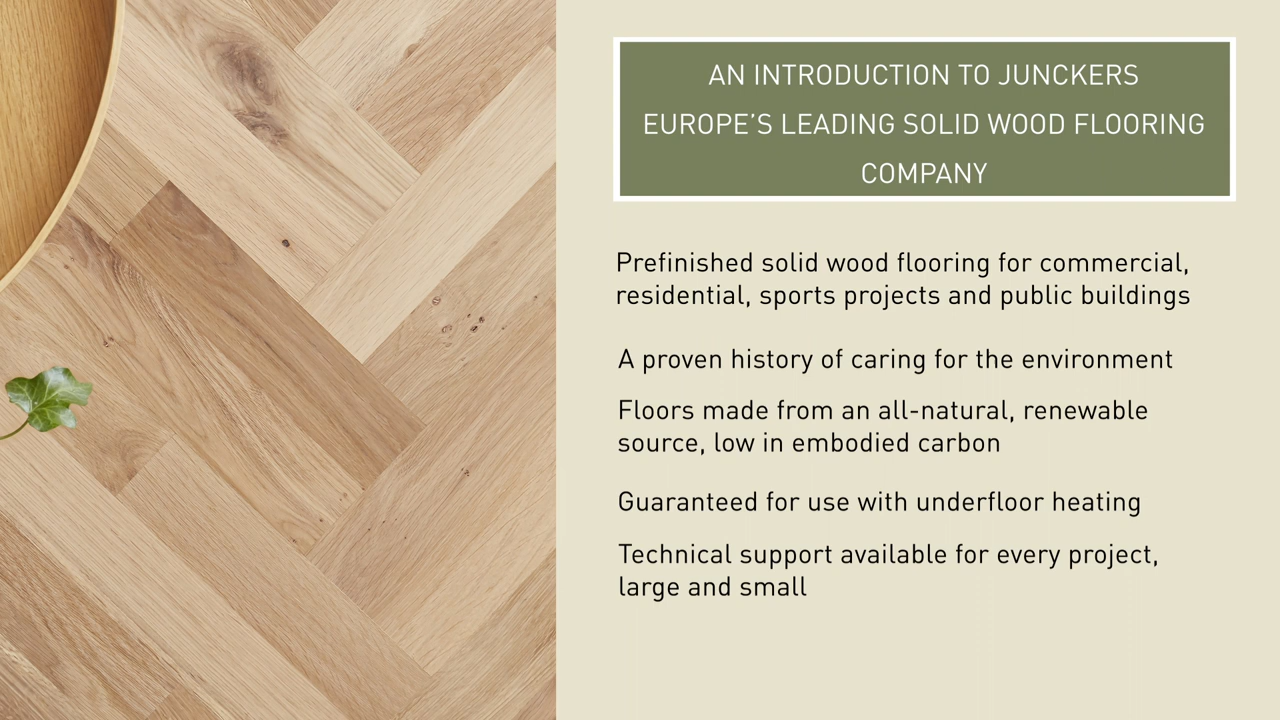 AN INTRODUCTION TO JUNCKERS
EUROPE’S LEADING SOLID WOOD FLOORING
COMPANY
Prefinished solid wood flooring for commercial,
residential, sports projects and public buildings
A proven history of caring for the environment
Floors made from an all-natural, renewable
source, low in embodied carbon
Guaranteed for use with underfloor heating
Technical support available for every project,
large and small